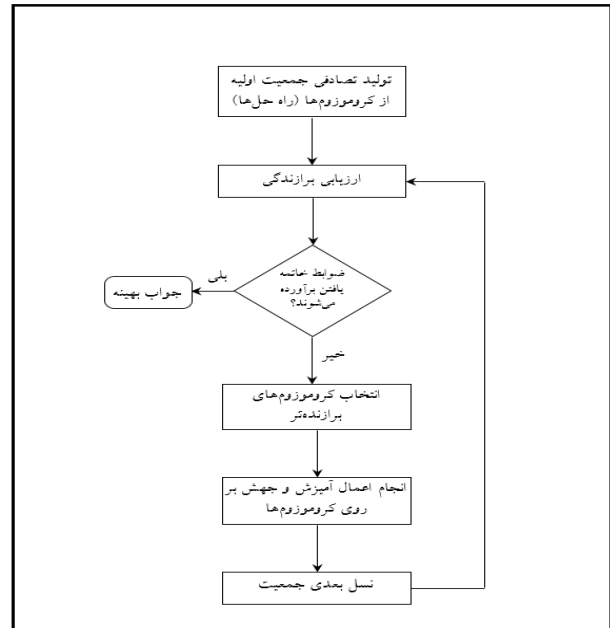 تولید تصادفی جمعیت اولیه
از کروموزوم‌ها (راه حل‌ها)
ارزیابی برازندگی
ضوابط خاتمه
یافتن برآورده
می‌شوند؟
بلی
جواب بهینه
خیر
انتخاب کروموزوم‌های
برازنده‌تر
انجام اعمال آمیزش و جهش بر
روی کروموزوم‌ها
نسل بعدی جمعیت